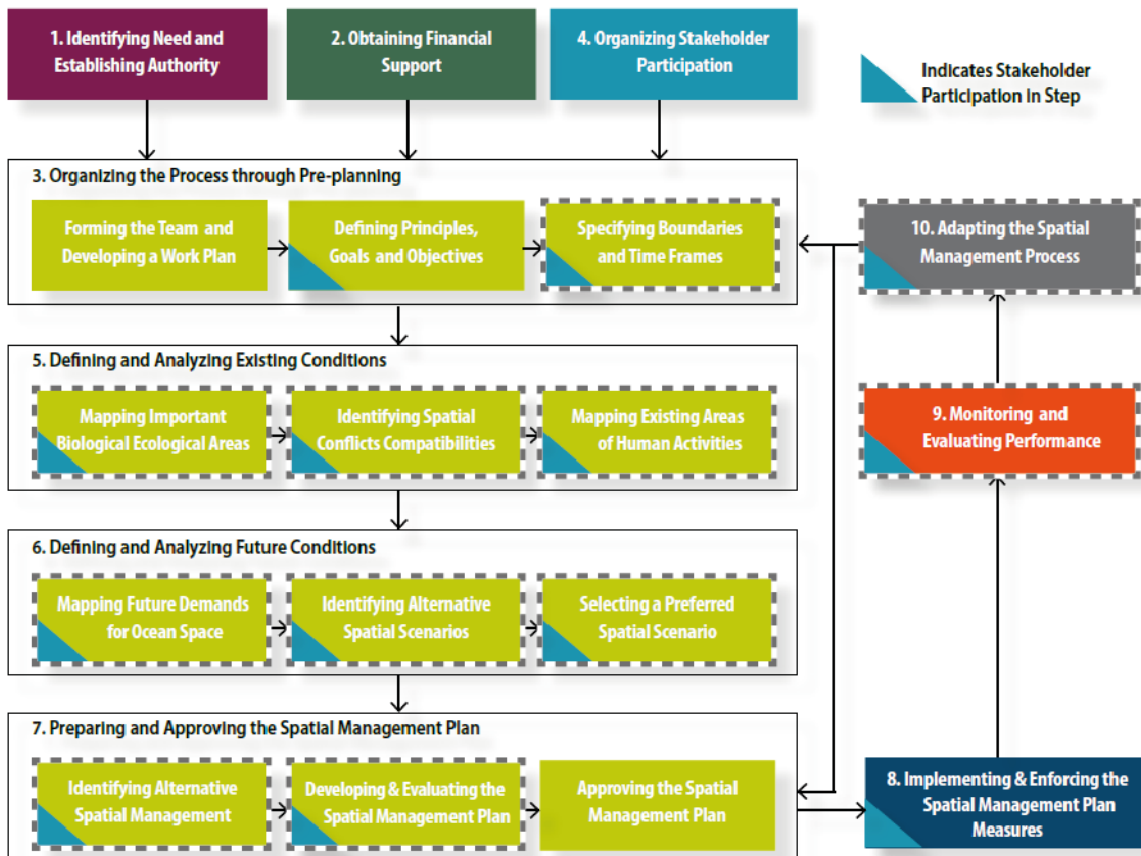 1. Identifying Need and
Establishing Authority
2. Obtaining Financial
Support
4. Organizing Stakeholder
Participation
Indicates Stakeholder
Participation in Step
3. Organizing the Process through Pre-planning
Forming the Team and
Developing a Work Plan
Defining Principles,
Goals and Objectives
Specifying Boundaries
and Time Frames
10. Adapting the Spatial
Management Process
5. Defining and Analyzing Existing Conditions
Mapping Important
Biological Ecological Areas
Identifying Spatial
Conflicts Compatibilities
Mapping Existing Areas
of Human Activities
9. Monitoring and
Evaluating Performance
6. Defining and Analyzing Future Conditions
Mapping Future Demands
for Ocean Space
Identifying Alternative
Spatial Scenarios
Selecting a Preferred
Spatial Scenario
7. Preparing and Approving the Spatial Management Plan
Identifying Alternative
Spatial Management
Developing & Evaluating the
Spatial Management Plan
Approving the Spatial
Management Plan
8. Implementing & Enforcing the
Spatial Management Plan
Measures